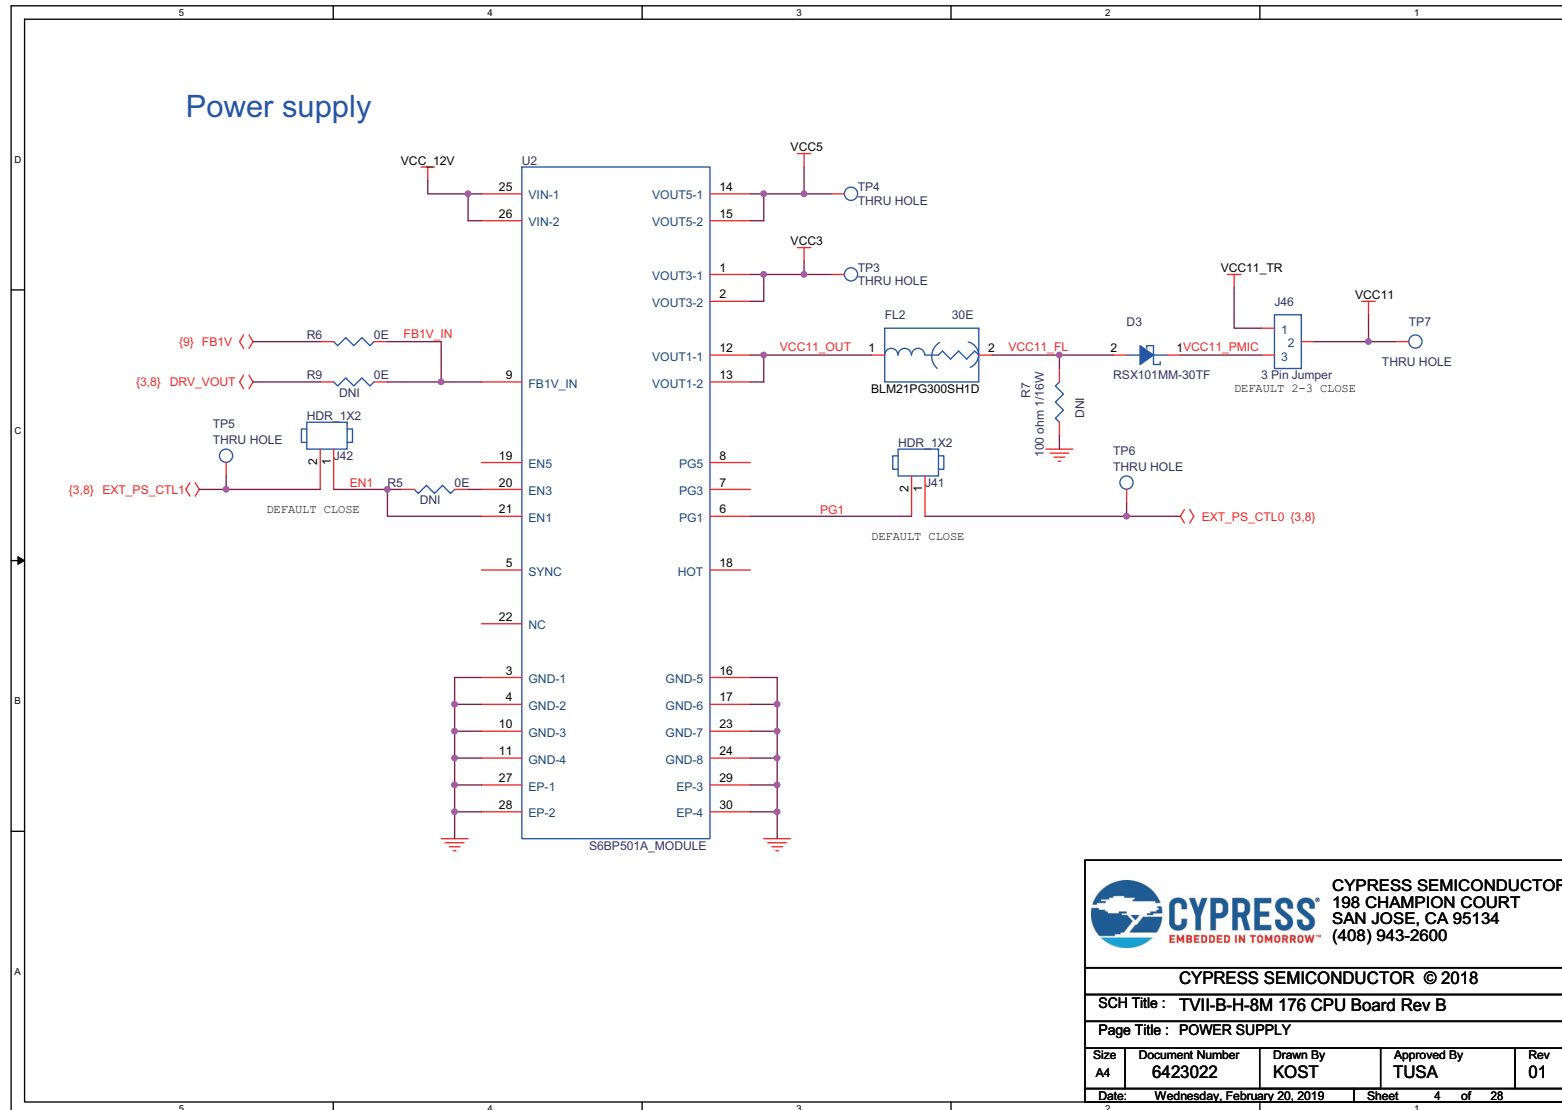 5 4 3 2 1
Power supply
D
C
B
A
VCC_12V
U2
25 VIN-1
26 VIN-2
9 FB1V_IN
19 EN5
20 EN3
21 EN1
5 SYNC
22 NC
3 GND-1
4 GND-2
10 GND-3
11 GND-4
27 EP-1
28 EP-2
VOUT5-1 14
VOUT5-2 15
VOUT3-1 1
VOUT3-2 2
VOUT1-1 12
VOUT1-2 13
PG5 8
PG3 7
PG1 6
HOT 18
GND-5 16
GND-6 17
GND-7 23
GND-8 24
EP-3 29
EP-4 30
S6BP501A_MODULE
{9} FB1V
R6 0E FB1V_IN
{3,8} DRV_VOUT
R9 0E
DNI
TP5
THRU HOLE
HDR_1X2
J42
2 1
{3,8} EXT_PS_CTL1
EN1
R5 0E
DNI
DEFAULT CLOSE
VCC5
TP4
THRU HOLE
VCC3
TP3
THRU HOLE
VCC11_OUT
1
FL2 30E
BLM21PG300SH1D
2
VCC11_FL
R7
100 ohm 1/16W
DNI
D3
2 1
RSX101MM-30TF
VCC11_PMIC
VCC11_TR
J46
1
2
3
3 Pin Jumper
DEFAULT 2-3 CLOSE
VCC11
TP7
THRU HOLE
HDR_1X2
J41
2 1
PG1
DEFAULT CLOSE
TP6
THRU HOLE
EXT_PS_CTL0 {3,8}
CYPRESS
EMBEDDED IN TOMORROW™
CYPRESS SEMICONDUCTOR
198 CHAMPION COURT
SAN JOSE, CA 95134
(408) 943-2600
CYPRESS SEMICONDUCTOR © 2018
SCH Title : TVII-B-H-8M 176 CPU Board Rev B
Page Title : POWER SUPPLY
Size Document Number Drawn By Approved By Rev
A4 6423022 KOST TUSA 01
Date: Wednesday, February 20, 2019 Sheet 4 of 28
5 4 3 2 1